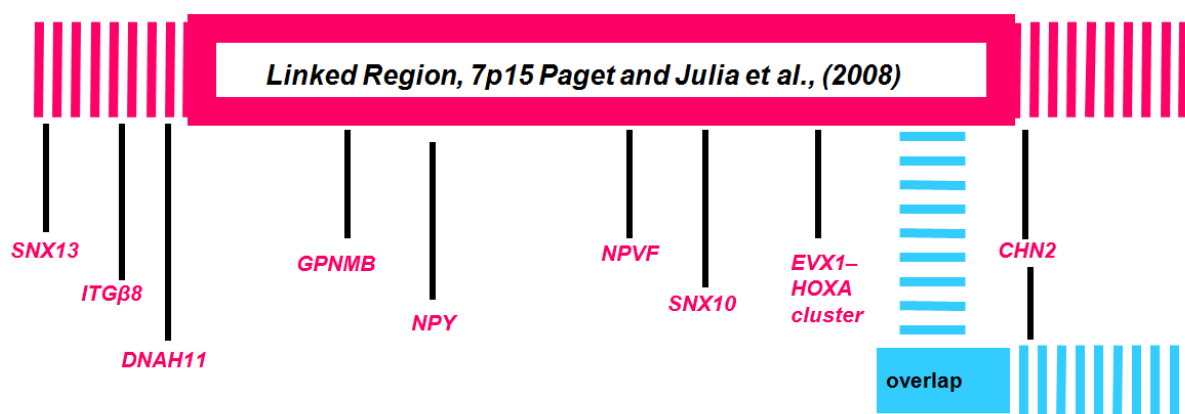 Linked Region, 7p15 Paget and Julia et al., (2008)
SNX13
ITGβ8
DNAH11
GPNMB
NPY
NPVF
SNX10
EVX1–
HOXA
cluster
CHN2
overlap